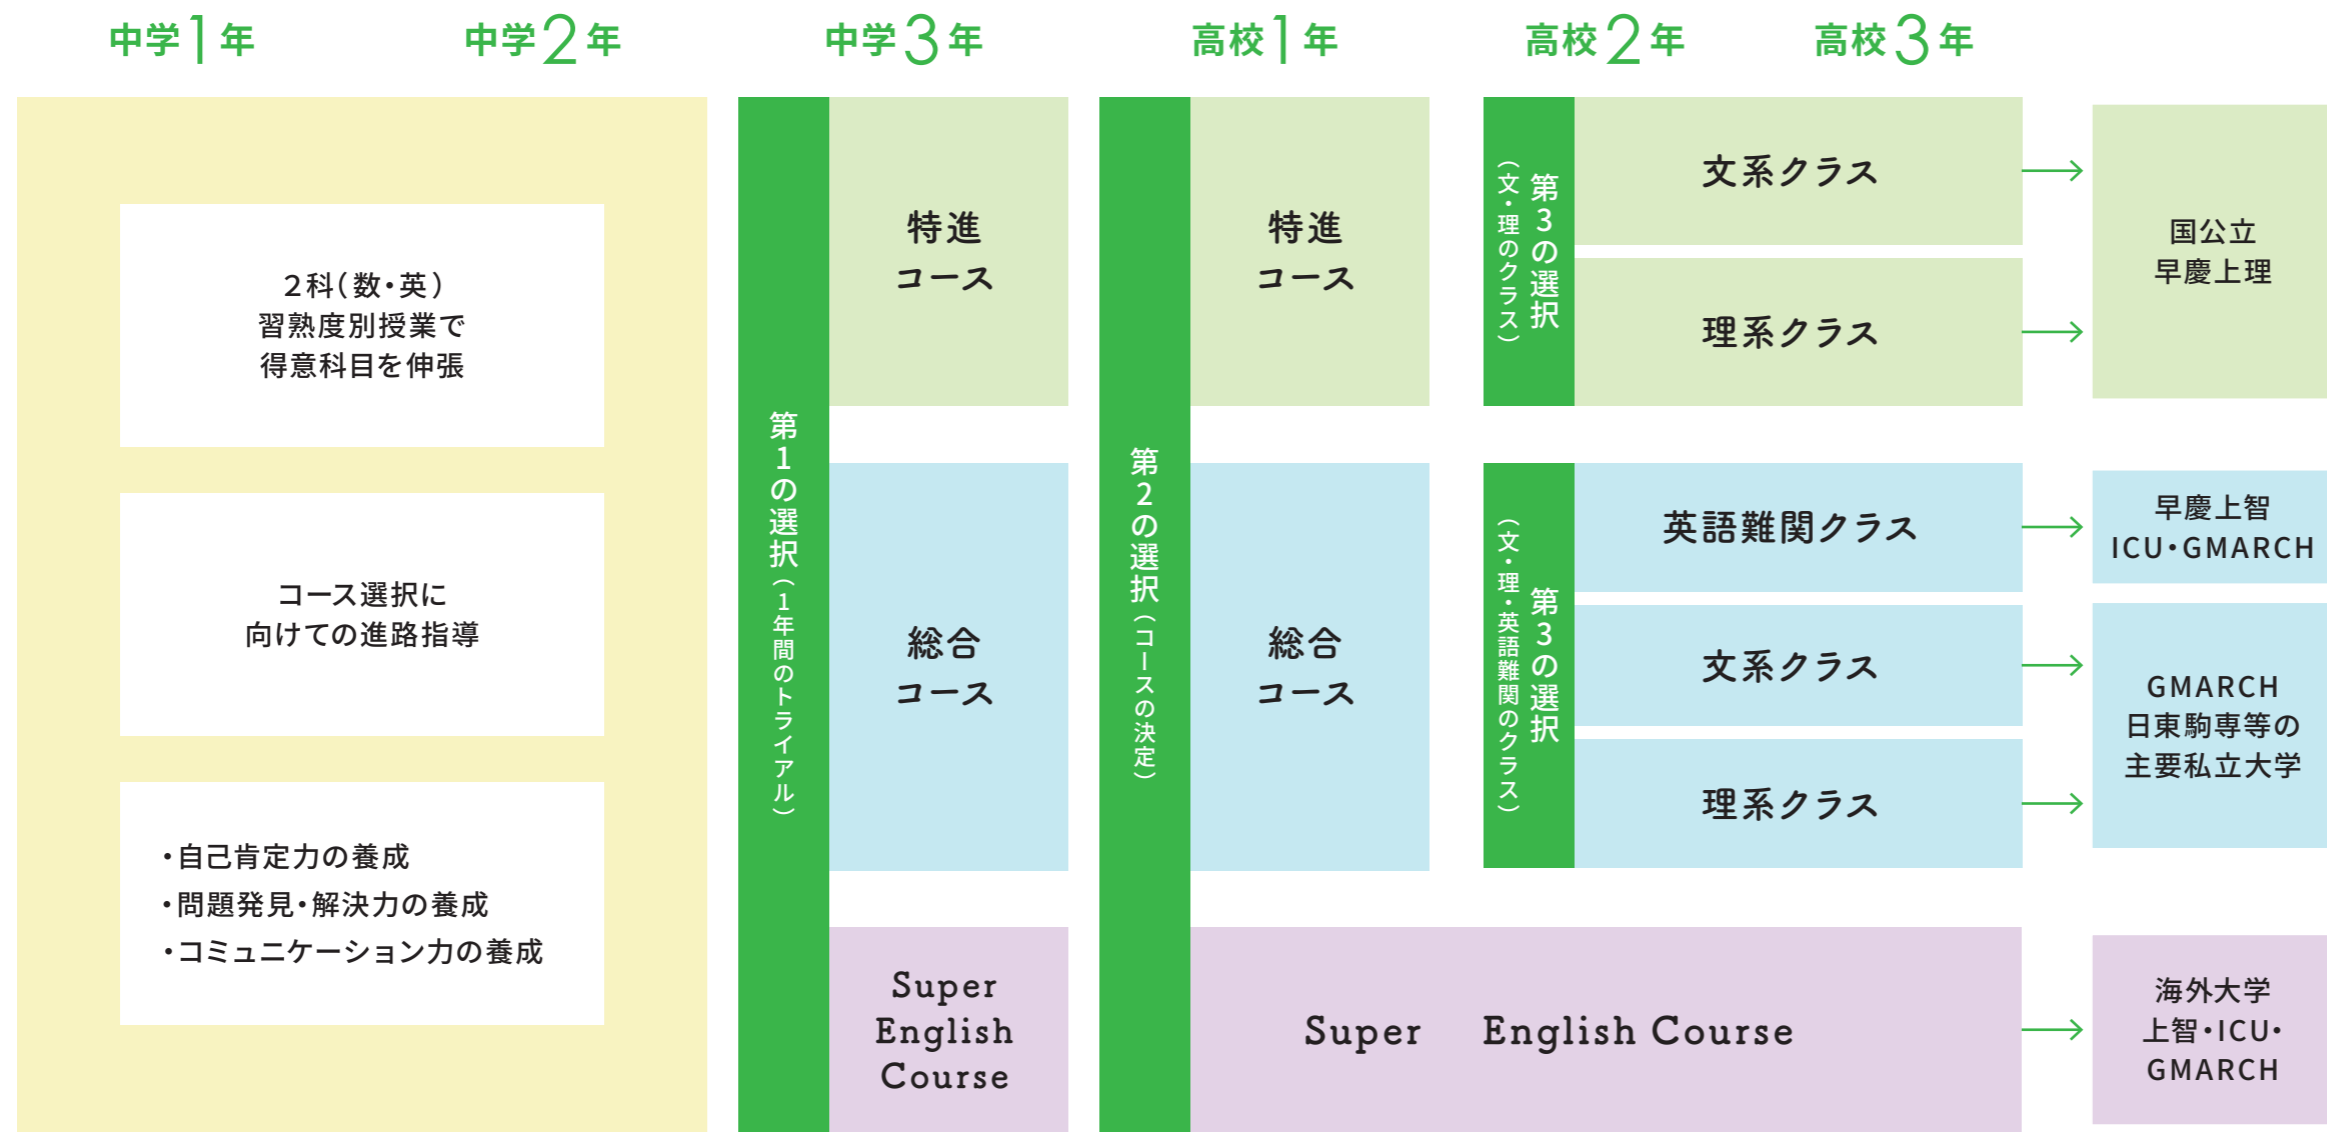 中学1年
中学2年
中学3年
高校1年
高校2年
高校3年
2科(数・英)
習熟度別授業で
得意科目を伸張
コース選択に
向けての進路指導
・自己肯定力の養成
・問題発見・解決力の養成
・コミュニケーション力の養成
第1の選択(1年間のトライアル)
特進
コース
総合
コース
Super
English
Course
第2の選択(コースの決定)
特進
コース
総合
コース
Super English Course
第3の選択
(文・理のクラス)
文系クラス
理系クラス
第3の選択
(文・理・英語難関のクラス)
英語難関クラス
文系クラス
理系クラス
国公立
早慶上理
早慶上智
ICU・GMARCH
GMARCH
日東駒専等の
主要私立大学
海外大学
上智・ICU・
GMARCH